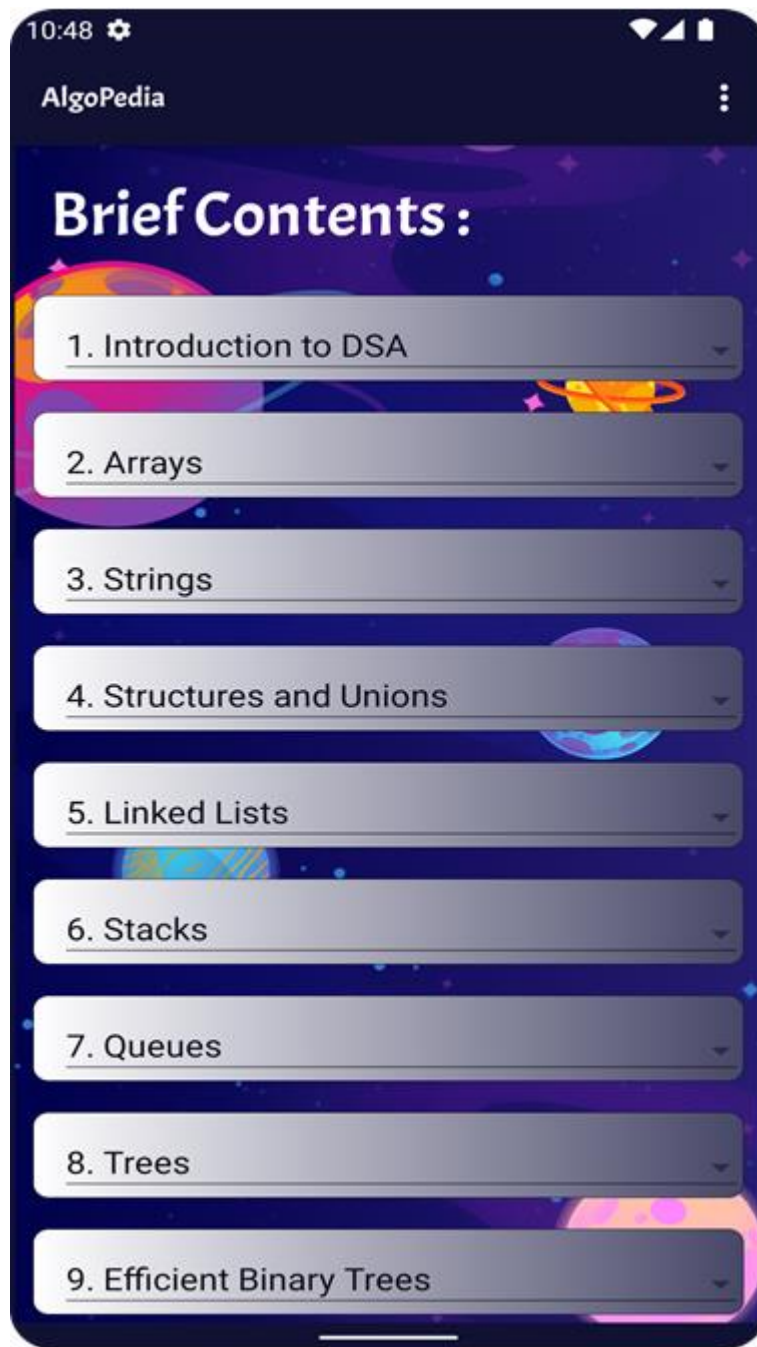 10:48
AlgoPedia
Brief Contents :
1. Introduction to DSA
2. Arrays
3. Strings
4. Structures and Unions
5. Linked Lists
6. Stacks
7. Queues
8. Trees
9. Efficient Binary Trees